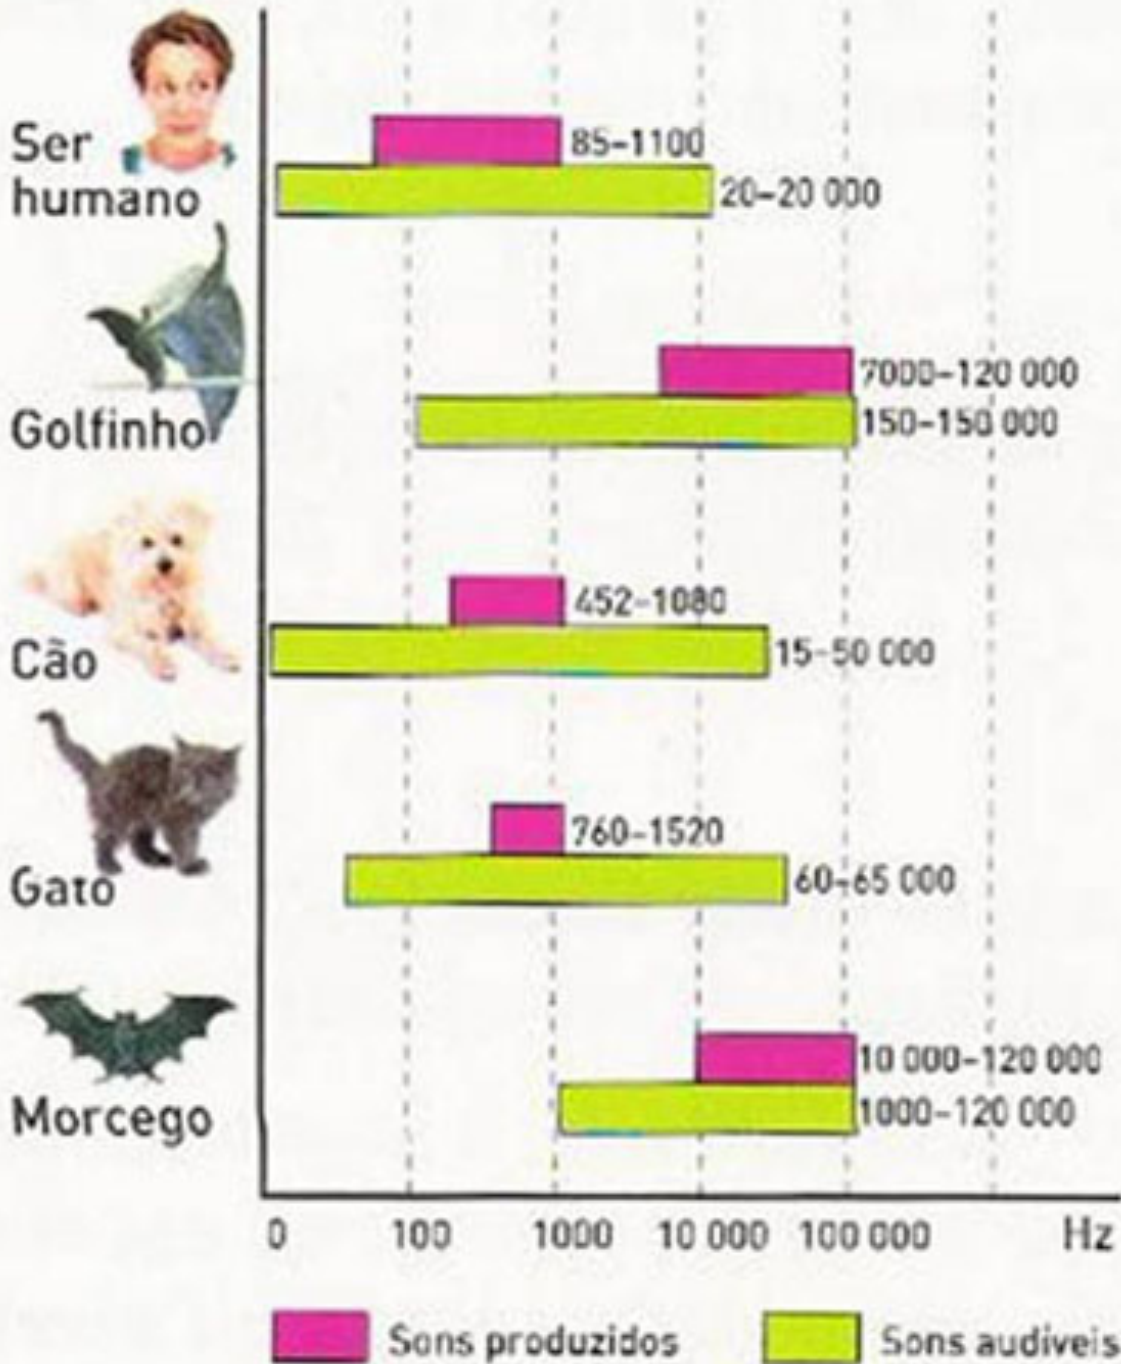 Ser
humano
85–1100
20–20 000
Golfinho
7000–120 000
150–150 000
Cão
452–1080
15–50 000
Gato
760–1520
60–65 000
Morcego
10 000–120 000
1000–120 000
0 100 1000 10 000 100 000 Hz
Sons produzidos Sons audíveis